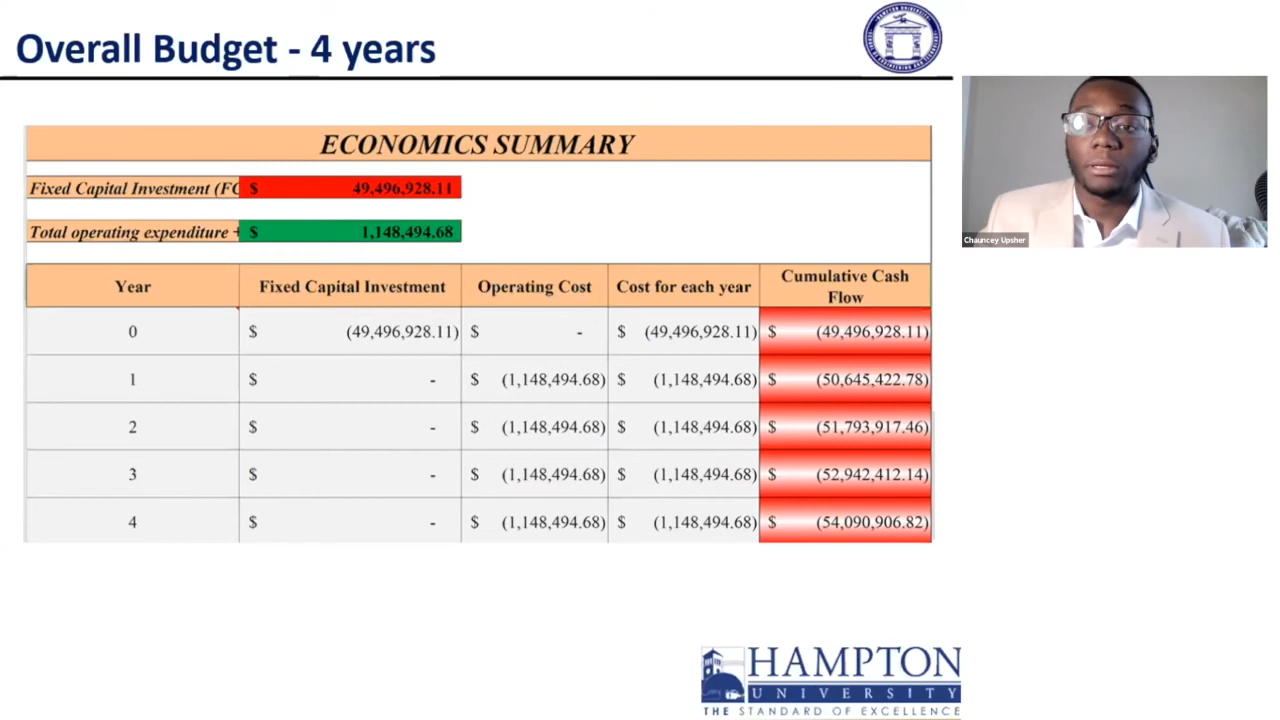 Overall Budget - 4 years
ECONOMICS SUMMARY
Fixed Capital Investment (FC $ 49,496,928.11
Total operating expenditure + $ 1,148,494.68
Year Fixed Capital Investment Operating Cost Cost for each year Cumulative Cash Flow
0 $ (49,496,928.11) $ - $ (49,496,928.11) $ (49,496,928.11)
1 $ - $ (1,148,494.68) $ (1,148,494.68) $ (50,645,422.78)
2 $ - $ (1,148,494.68) $ (1,148,494.68) $ (51,793,917.46)
3 $ - $ (1,148,494.68) $ (1,148,494.68) $ (52,942,412.14)
4 $ - $ (1,148,494.68) $ (1,148,494.68) $ (54,090,906.82)
Chauncey Upsher
HAMPTON
UNIVERSITY
THE STANDARD OF EXCELLENCE